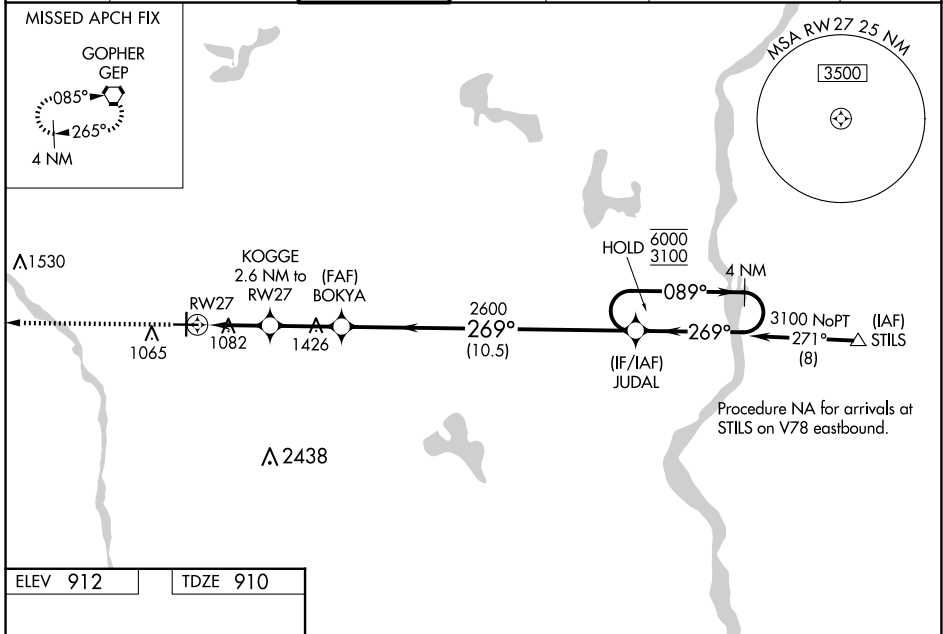 MISSED APCH FIX
GOPHER
GEP
085°
265°
4 NM
MSA RW 27 25 NM
3500
1530
KOGGE
2.6 NM to
RW27
(FAF)
BOKYA
RW27
1065
1082
1426
2600
269°
(10.5)
HOLD
6000
3100
4 NM
089°
269°
(IF/IAF)
JUDAL
3100 NoPT
271°
(8)
(IAF)
STILS
Procedure NA for arrivals at
STILS on V78 eastbound.
2438
ELEV 912
TDZE 910